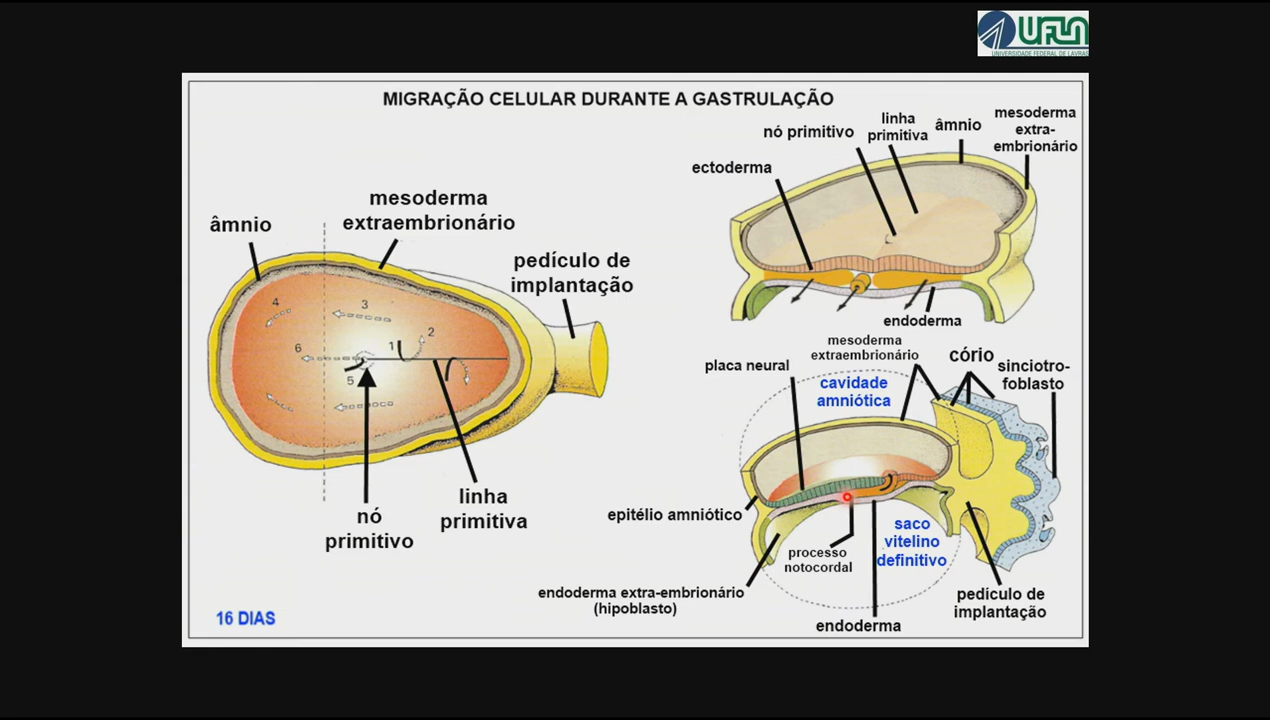 UFLA
UNIVERSIDADE FEDERAL DE LAVRAS
MIGRAÇÃO CELULAR DURANTE A GASTRULAÇÃO
âmnio
mesoderma
extraembrionário
pedículo de
implantação
4
3
2
1
6
5
nó
primitivo
linha
primitiva
16 DIAS
ectoderma
nó primitivo
linha
primitiva
âmnio
mesoderma
extra-
embrionário
endoderma
mesoderma
extraembrionário
placa neural
cavidade
amniótica
cório
sinciotro-
foblasto
epitélio amniótico
processo
notocordal
saco
vitelino
definitivo
endoderma extra-embrionário
(hipoblasto)
endoderma
pedículo de
implantação